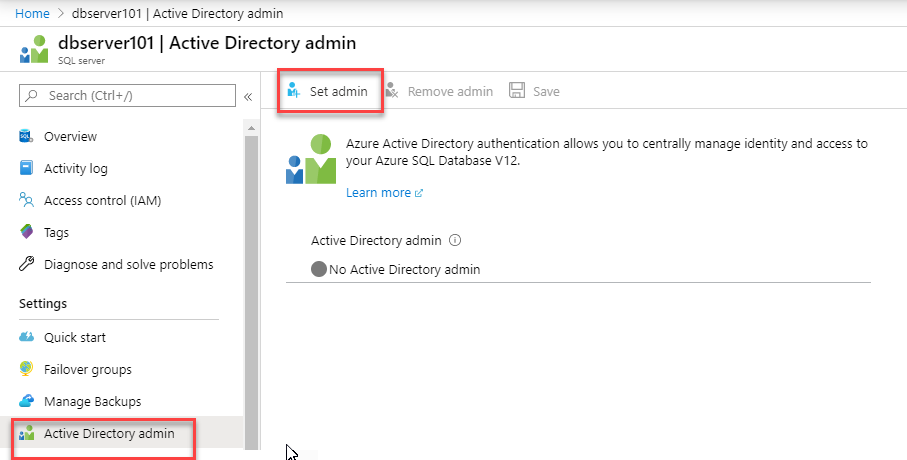 Home > dbserver101 | Active Directory admin
dbserver101 | Active Directory admin
SQL server
Search (Ctrl+/)
«
Overview
Activity log
Access control (IAM)
Tags
Diagnose and solve problems
Settings
Quick start
Failover groups
Manage Backups
Active Directory admin
Set admin
Remove admin
Save
Azure Active Directory authentication allows you to centrally manage identity and access to
your Azure SQL Database V12.
Learn more
Active Directory admin
No Active Directory admin